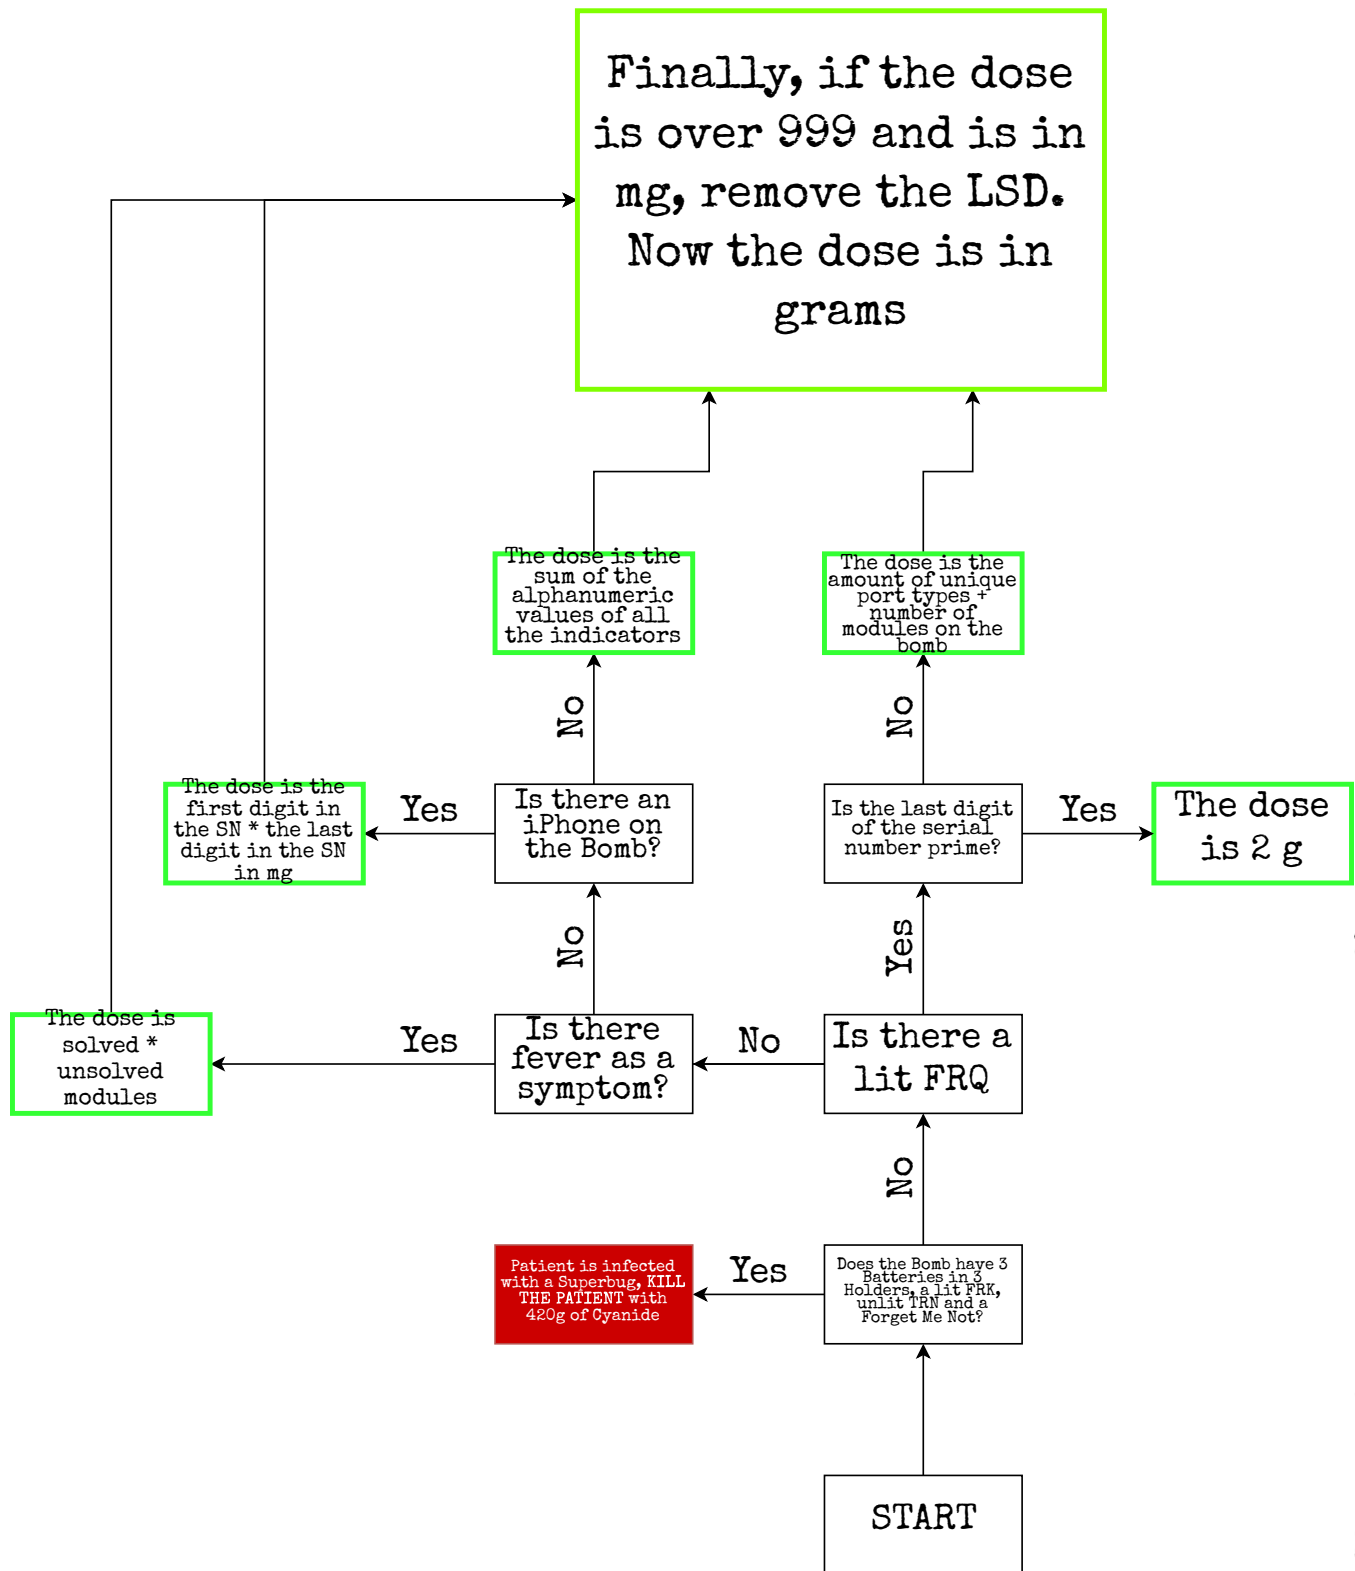 Finally, if the dose
is over 999 and is in
mg, remove the LSD.
Now the dose is in
grams
The dose is the
sum of the
alphanumeric
values of all
the indicators
The dose is the
amount of unique
port types +
number of
modules on the
bomb
No
No
The dose is the
first digit in
the SN * the last
digit in the SN
in mg
Yes
Is there an
iPhone on
the Bomb?
Is the last digit
of the serial
number prime?
Yes
The dose
is 2 g
No
Yes
The dose is
solved *
unsolved
modules
Yes
Is there
fever as a
symptom?
No
Is there a
lit FRQ
No
Patient is infected
with a Superbug, KILL
THE PATIENT with
420g of Cyanide
Yes
Does the Bomb have 3
Batteries in 3
Holders, a lit FRK,
unlit TRN and a
Forget Me Not?
START